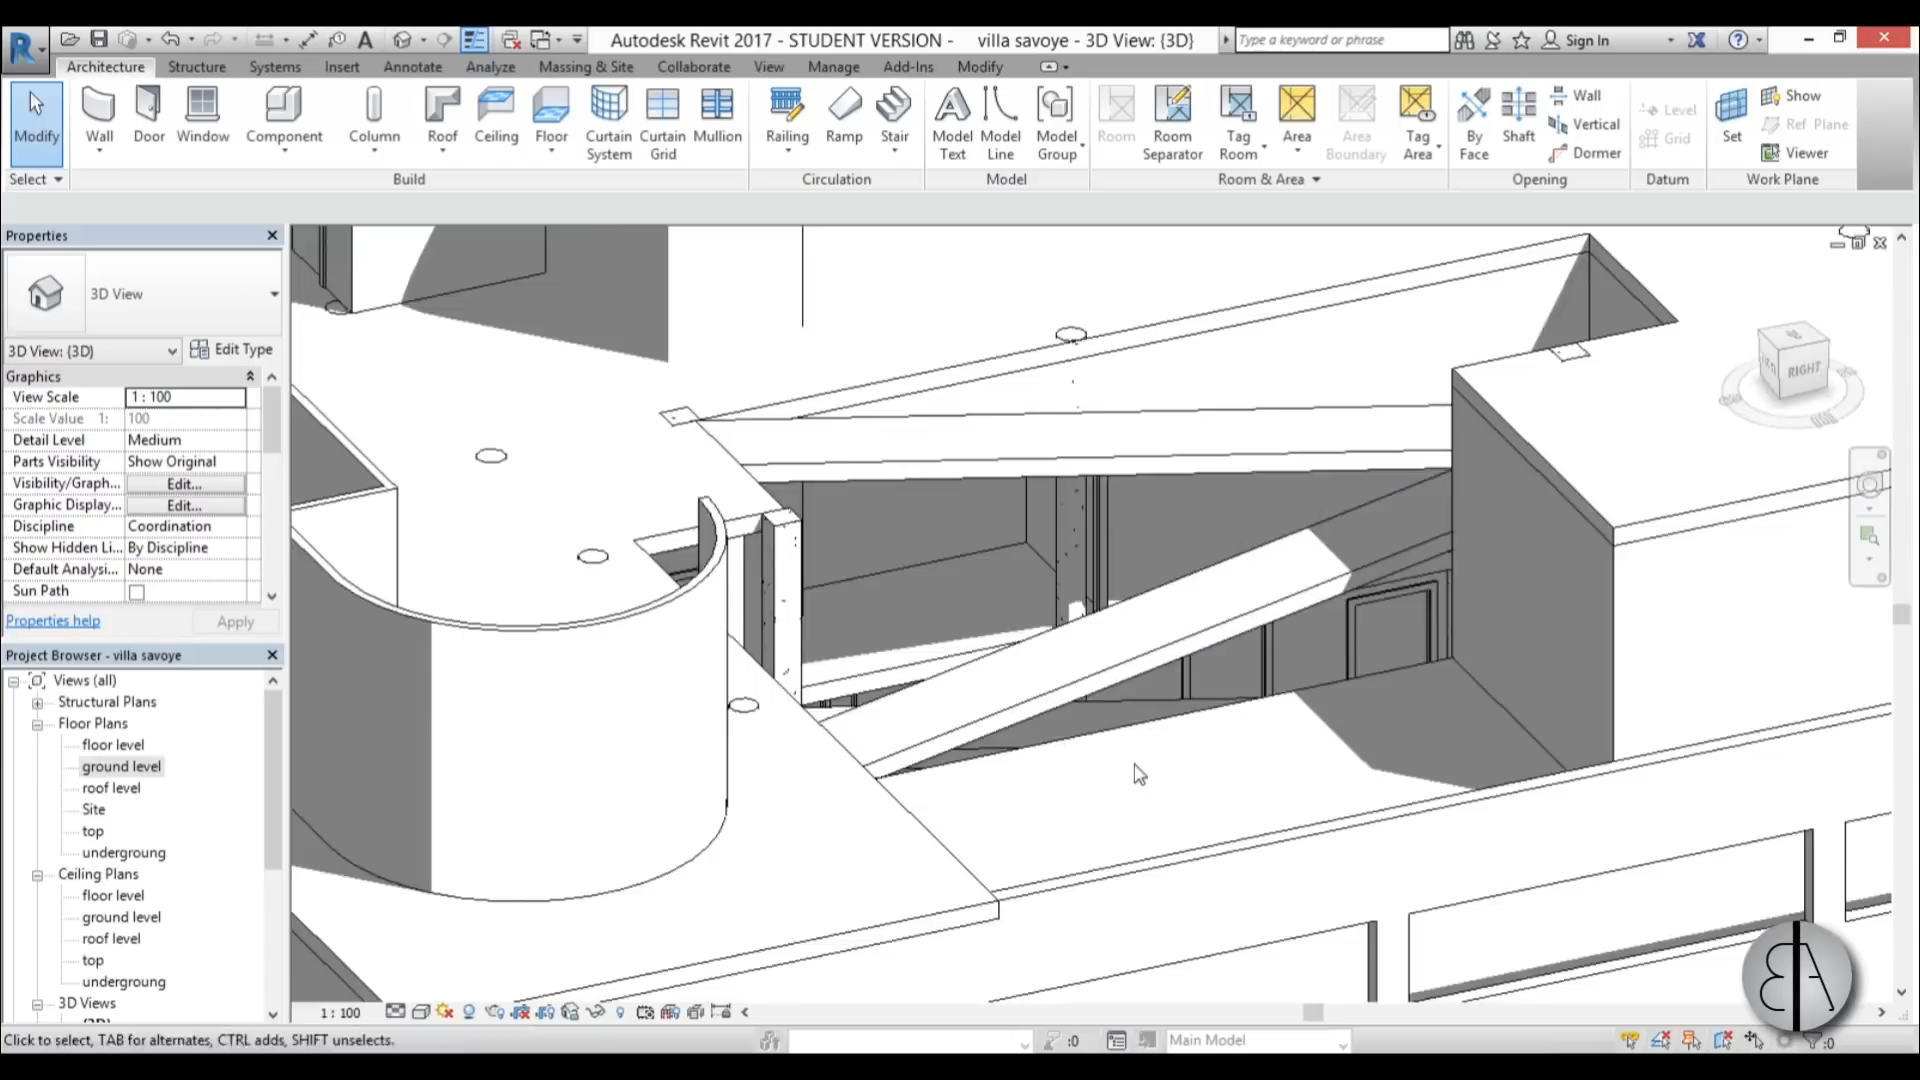 Autodesk Revit 2017 - STUDENT VERSION - villa savoye - 3D View: {3D}
Type a keyword or phrase
Sign In
Architecture Structure Systems Insert Annotate Analyze Massing & Site Collaborate View Manage Add-Ins Modify
Modify
Wall
Door
Window
Component
Column
Roof
Ceiling
Floor
Curtain System
Curtain Grid
Mullion
Railing
Ramp
Stair
Model Text
Model Line
Model Group
Room
Room Separator
Tag Room
Area
Area Boundary
Tag Area
By Face
Shaft
Wall
Vertical
Dormer
Level
Grid
Set
Show
Ref Plane
Viewer
Select
Build
Circulation
Model
Room & Area
Opening
Datum
Work Plane
Properties
3D View
3D View: {3D}
Edit Type
Graphics
View Scale 1 : 100
Scale Value 1: 100
Detail Level Medium
Parts Visibility Show Original
Visibility/Graph... Edit...
Graphic Display... Edit...
Discipline Coordination
Show Hidden Li... By Discipline
Default Analysi... None
Sun Path
Properties help
Apply
Project Browser - villa savoye
Views (all)
Structural Plans
Floor Plans
floor level
ground level
roof level
Site
top
undergroung
Ceiling Plans
floor level
ground level
roof level
top
undergroung
3D Views
RIGHT
1 : 100
Click to select, TAB for alternates, CTRL adds, SHIFT unselects.
:0
Main Model
:0